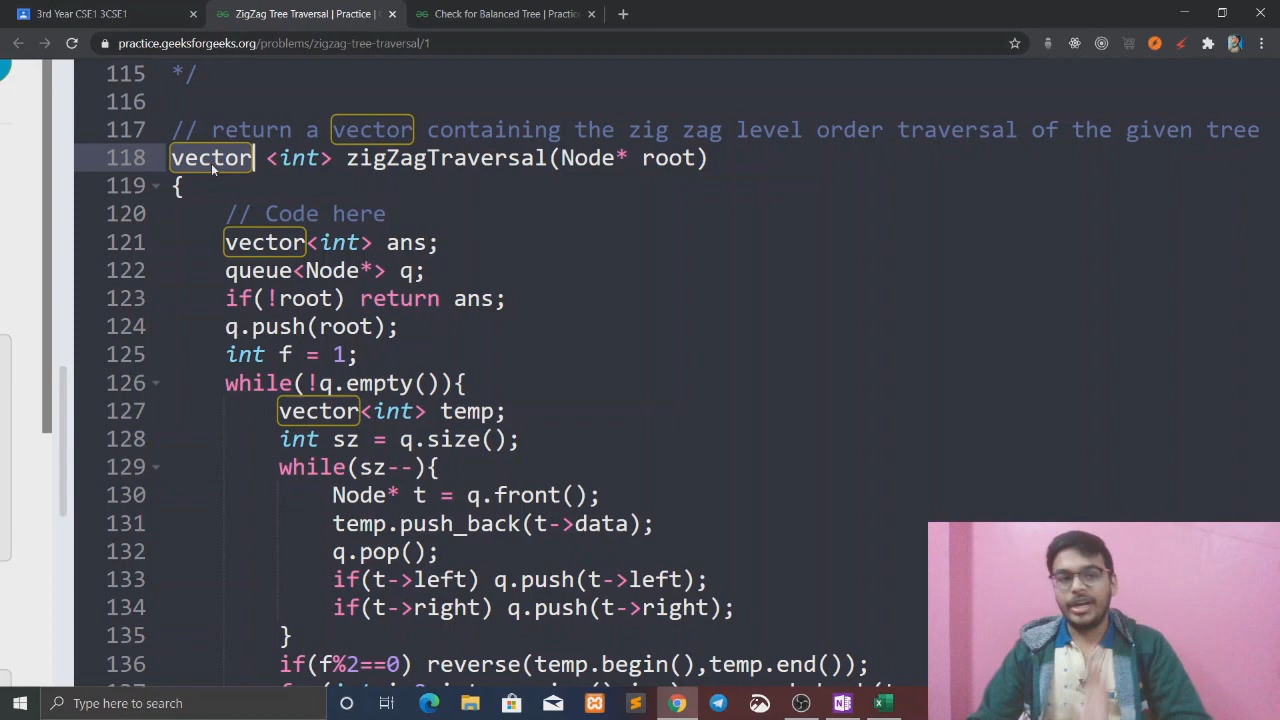 3rd Year CSE1 3CSE1
ZigZag Tree Traversal | Practice |
Check for Balanced Tree | Practic
practice.geeksforgeeks.org/problems/zigzag-tree-traversal/1
115 */
116
117 // return a vector containing the zig zag level order traversal of the given tree
118 vector <int> zigZagTraversal(Node* root)
119 {
120 // Code here
121 vector<int> ans;
122 queue<Node*> q;
123 if(!root) return ans;
124 q.push(root);
125 int f = 1;
126 while(!q.empty()){
127 vector<int> temp;
128 int sz = q.size();
129 while(sz--){
130 Node* t = q.front();
131 temp.push_back(t->data);
132 q.pop();
133 if(t->left) q.push(t->left);
134 if(t->right) q.push(t->right);
135 }
136 if(f%2==0) reverse(temp.begin(),temp.end());
Type here to search